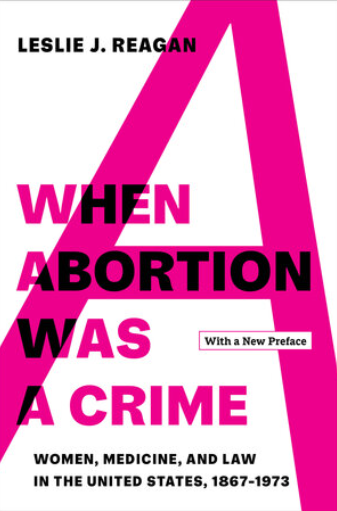 LESLIE J. REAGAN
WHEN
ABORTION
WAS
With a New Preface
A CRIME
WOMEN, MEDICINE, AND LAW
IN THE UNITED STATES, 1867-1973